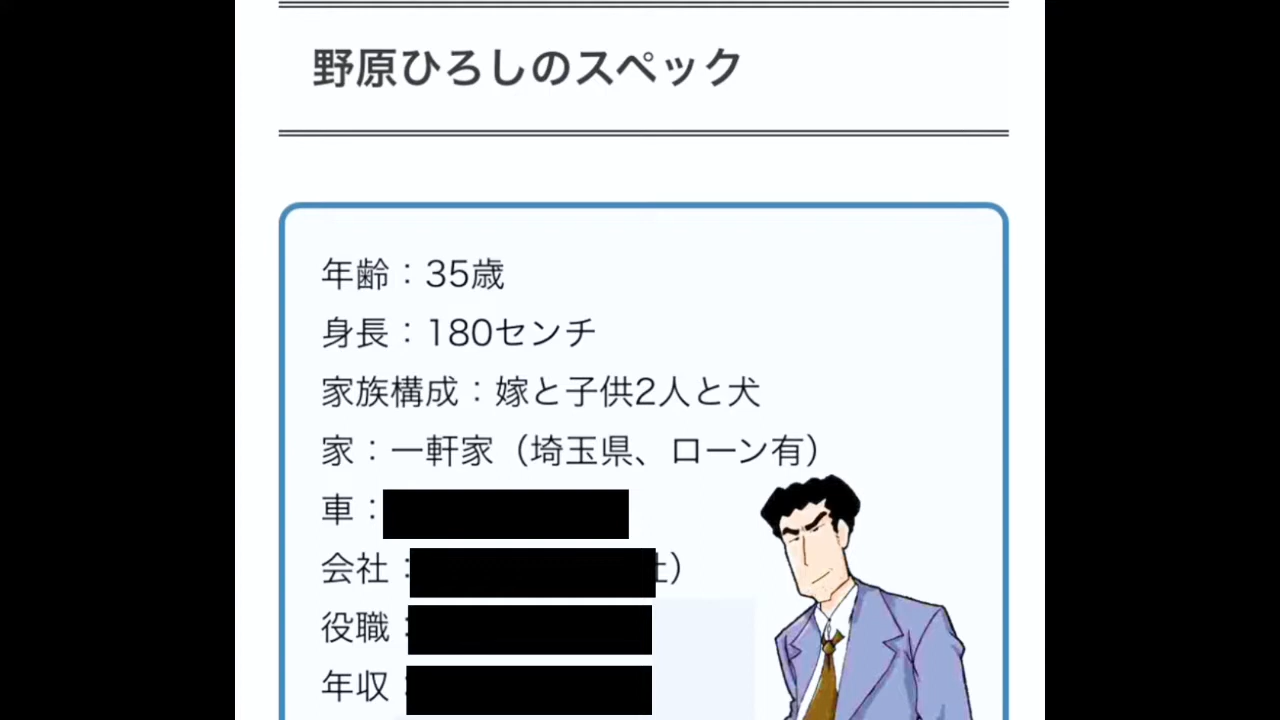 野原ひろしのスペック
年齢：35歳
身長：180センチ
家族構成：嫁と子供2人と犬
家：一軒家（埼玉県、ローン有）
車：
会社：）
役職：
年収：